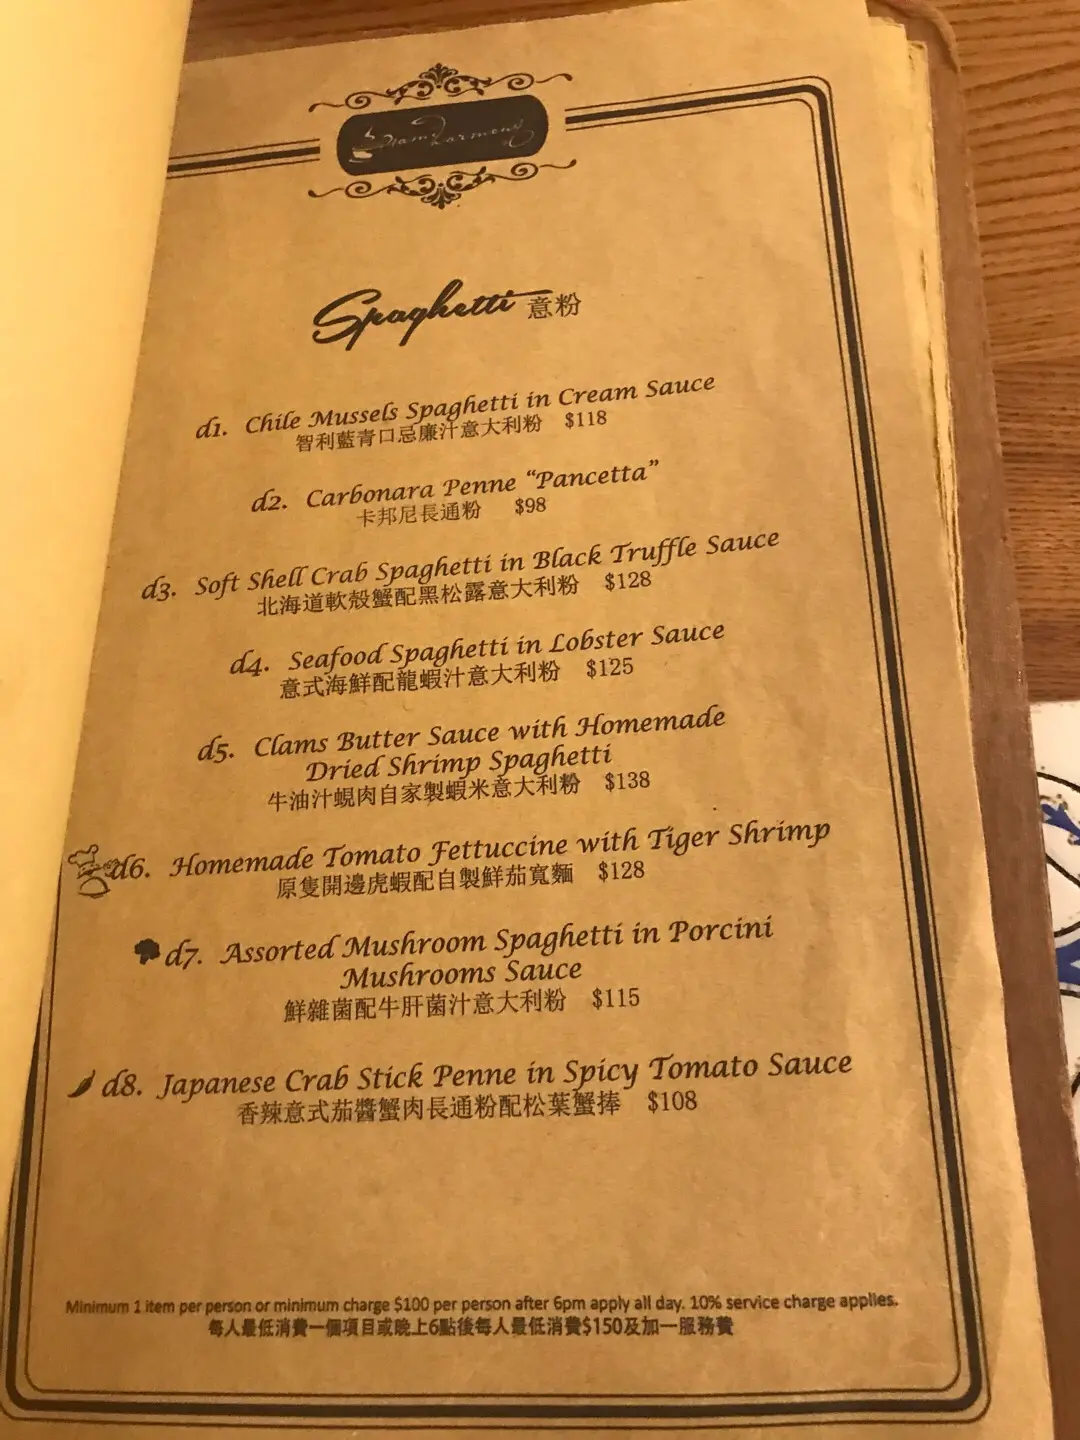 Spaghetti 意粉
d1. Chile Mussels Spaghetti in Cream Sauce
智利藍青口忌廉汁意大利粉 $118
d2. Carbonara Penne “Pancetta”
卡邦尼長通粉 $98
d3. Soft Shell Crab Spaghetti in Black Truffle Sauce
北海道軟殼蟹配黑松露意大利粉 $128
d4. Seafood Spaghetti in Lobster Sauce
意式海鮮配龍蝦汁意大利粉 $125
d5. Clams Butter Sauce with Homemade
Dried Shrimp Spaghetti
牛油汁蜆肉自家製蝦米意大利粉 $138
d6. Homemade Tomato Fettuccine with Tiger Shrimp
原隻開邊虎蝦配自製鮮茄寬麵 $128
d7. Assorted Mushroom Spaghetti in Porcini
Mushrooms Sauce
鮮雜菌配牛肝菌汁意大利粉 $115
d8. Japanese Crab Stick Penne in Spicy Tomato Sauce
香辣意式茄醬蟹肉長通粉配松葉蟹捧 $108
Minimum 1 item per person or minimum charge $100 per person after 6pm apply all day. 10% service charge applies.
每人最低消費一個項目或晚上6點後每人最低消費$150及加一服務費